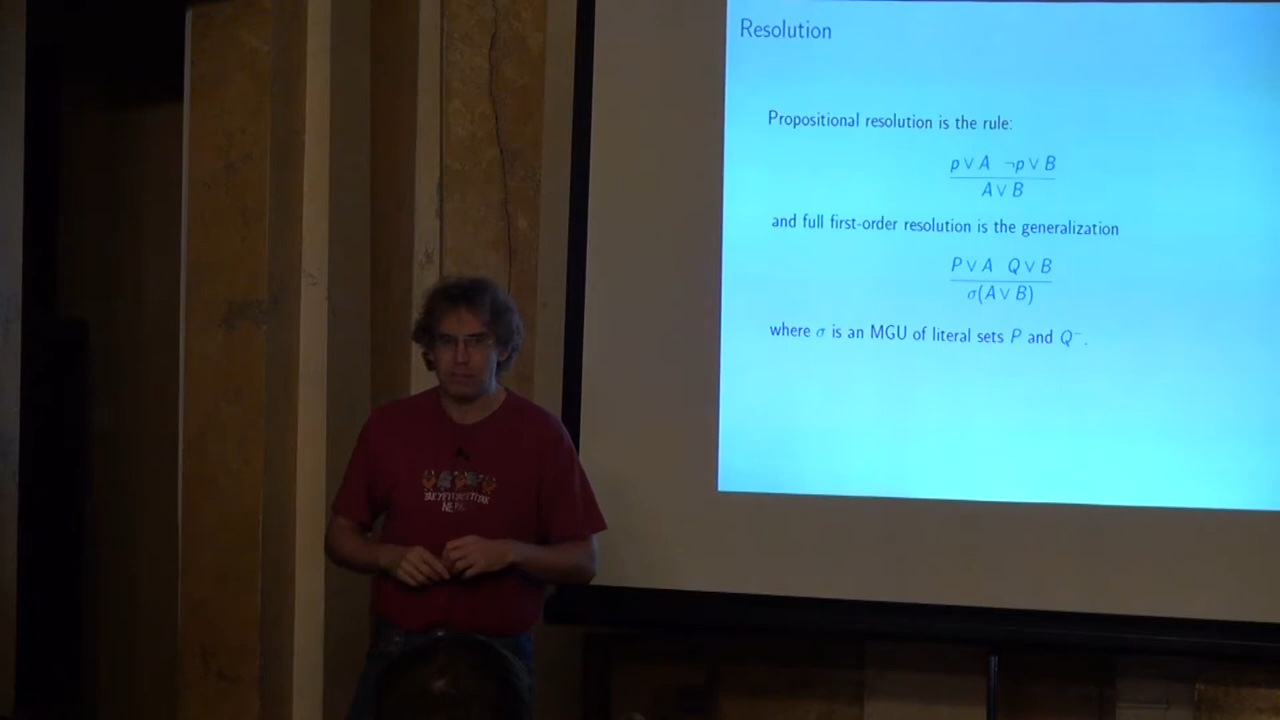 Resolution
Propositional resolution is the rule:
p ∨ A ¬p ∨ B
A ∨ B
and full first-order resolution is the generalization
P ∨ A Q ∨ B
σ(A ∨ B)
where σ is an MGU of literal sets P and Q⁻.